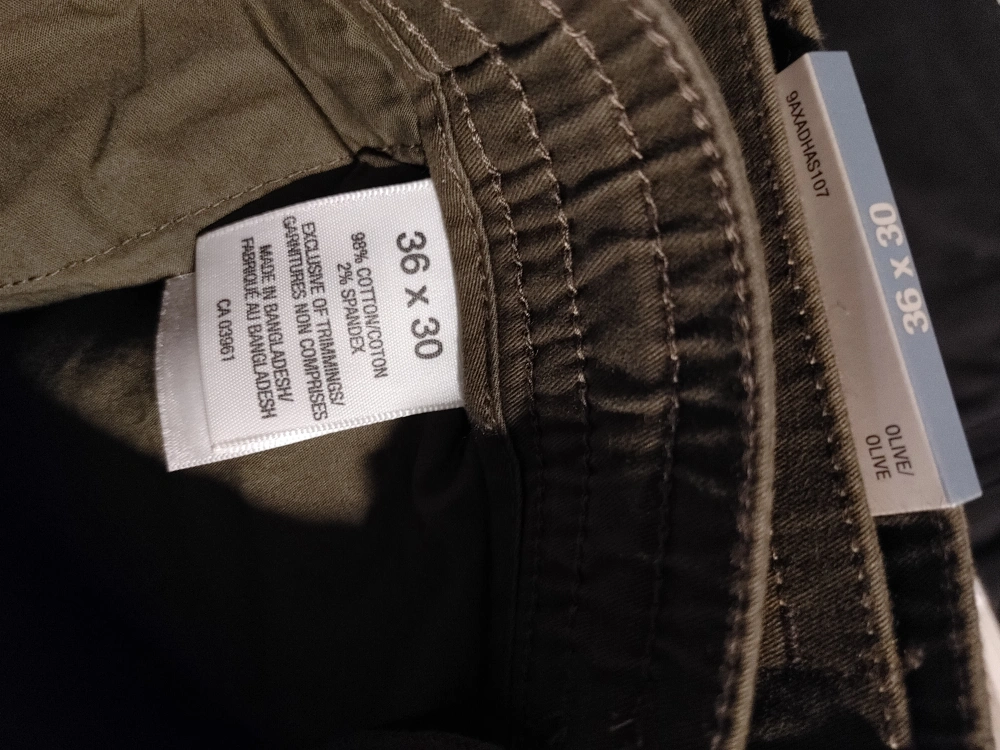 36 x 30
98% COTTON/COTON
2% SPANDEX
EXCLUSIVE OF TRIMMINGS/
GARNITURES NON COMPRISES
MADE IN BANGLADESH/
FABRIQUÉ AU BANGLADESH
CA 03961
9AXADHAS107
36 x 30
OLIVE/
OLIVE